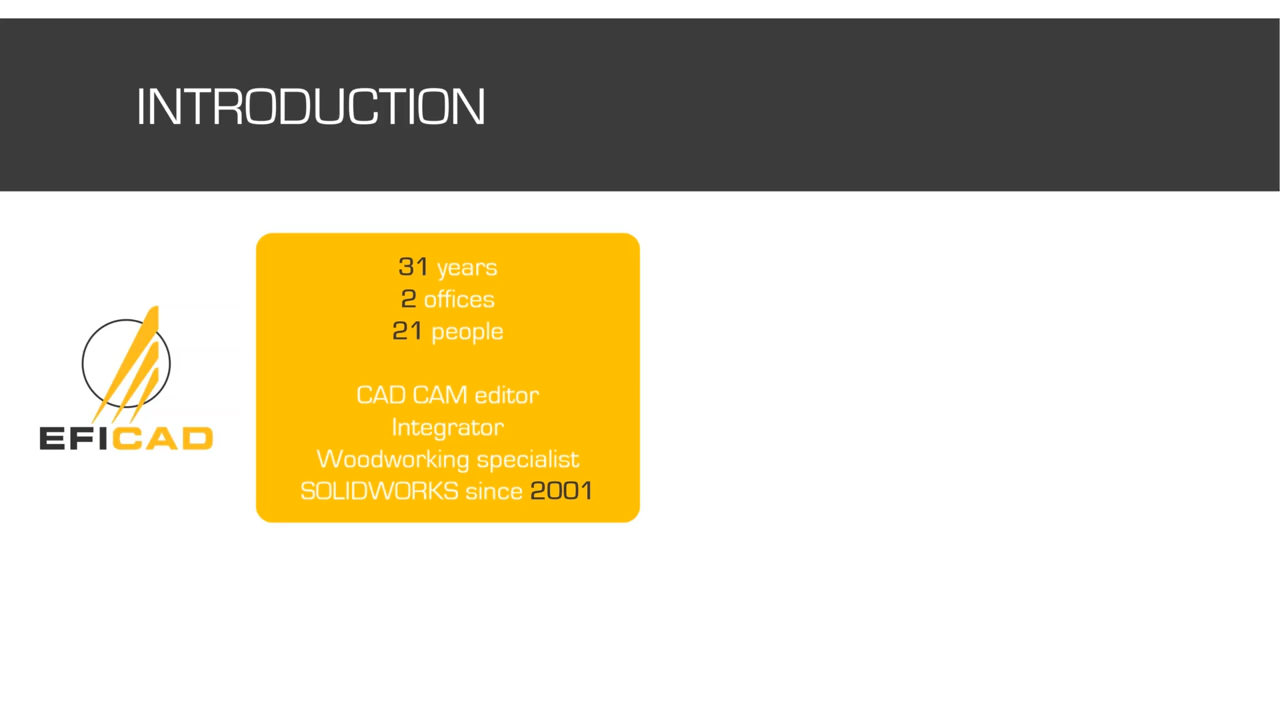 INTRODUCTION
31 years
2 offices
21 people
CAD CAM editor
Integrator
Woodworking specialist
SOLIDWORKS since 2001
EFICAD